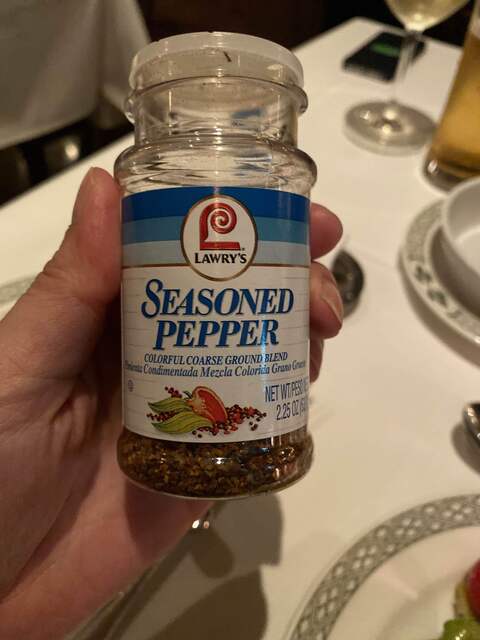 LAWRY'S
SEASONED
PEPPER
COLORFUL COARSE GROUND BLEND
Pimienta Condimentada Mezcla Colorida Grano Grueso
NET WT/PESO
2.25 OZ